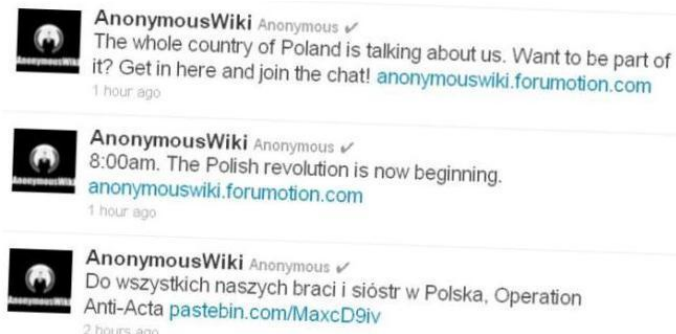 AnonymousWiki Anonymous ✔
The whole country of Poland is talking about us. Want to be part of
it? Get in here and join the chat! anonymouswiki.forumotion.com
1 hour ago
AnonymousWiki
AnonymousWiki Anonymous ✔
8:00am. The Polish revolution is now beginning.
anonymouswiki.forumotion.com
1 hour ago
AnonymousWiki
AnonymousWiki Anonymous ✔
Do wszystkich naszych braci i sióstr w Polska, Operation
Anti-Acta pastebin.com/MaxcD9iv
2 hours ago
AnonymousWiki